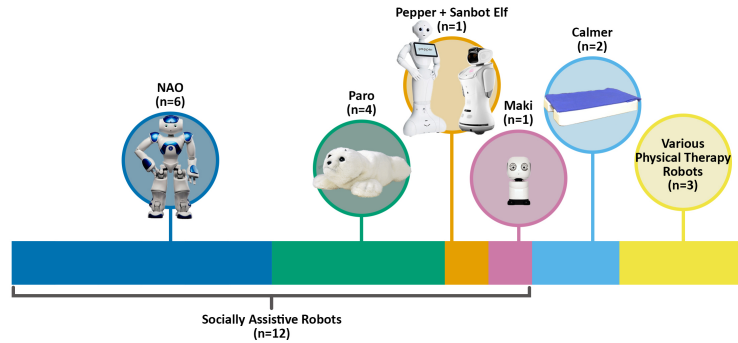 NAO
(n=6)
Paro
(n=4)
Pepper + Sanbot Elf
(n=1)
Maki
(n=1)
Calmer
(n=2)
Various
Physical Therapy
Robots
(n=3)
Socially Assistive Robots
(n=12)